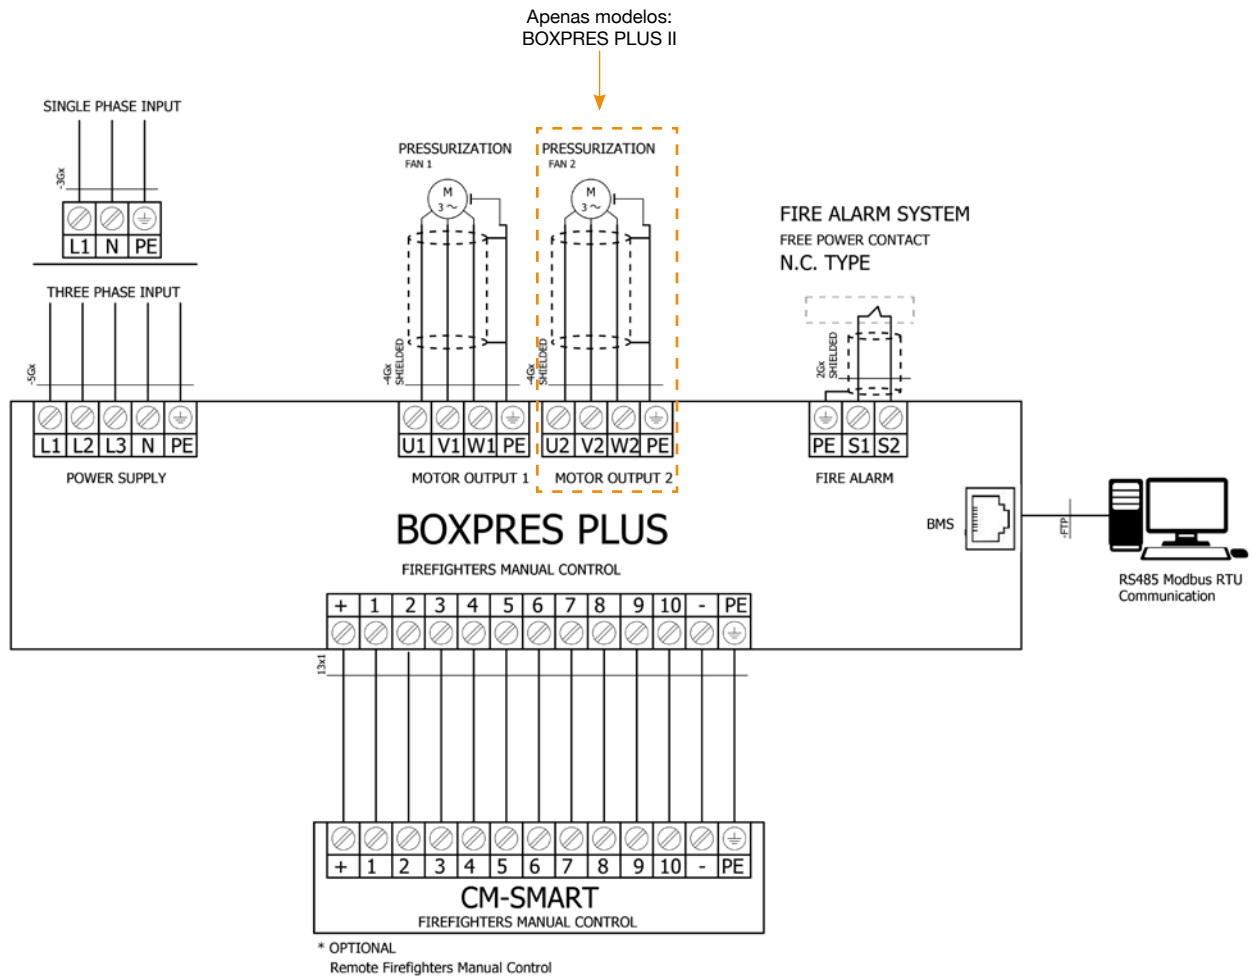 Apenas modelos:
BOXPRES PLUS II
SINGLE PHASE INPUT
-3Gx
L1 N PE
THREE PHASE INPUT
-5Gx
L1 L2 L3 N PE
POWER SUPPLY
PRESSURIZATION
FAN 1
M
3~
-4Gx
SHIELDED
U1 V1 W1 PE
MOTOR OUTPUT 1
PRESSURIZATION
FAN 2
M
3~
-4Gx
SHIELDED
U2 V2 W2 PE
MOTOR OUTPUT 2
FIRE ALARM SYSTEM
FREE POWER CONTACT
N.C. TYPE
2Gx
SHIELDED
PE S1 S2
FIRE ALARM
BMS
-FTP
RS485 Modbus RTU
Communication
BOXPRES PLUS
FIREFIGHTERS MANUAL CONTROL
+ 1 2 3 4 5 6 7 8 9 10 - PE
13x1
+ 1 2 3 4 5 6 7 8 9 10 - PE
CM-SMART
FIREFIGHTERS MANUAL CONTROL
* OPTIONAL
Remote Firefighters Manual Control